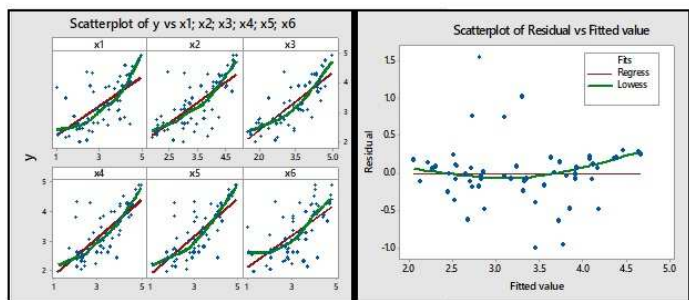 Scatterplot of y vs x1; x2; x3; x4; x5; x6
x1 x2 x3
5
4
3
2
1 3 5 2.5 3.5 4.5 2.0 3.5 5.0
y
x4 x5 x6
5
4
3
2
1 3 5 1 3 5 1 3 5
Scatterplot of Residual vs Fitted value
1.5
1.0
0.5
0.0
-0.5
-1.0
Residual
Fits
Regress
Lowess
2.0 2.5 3.0 3.5 4.0 4.5 5.0
Fitted value